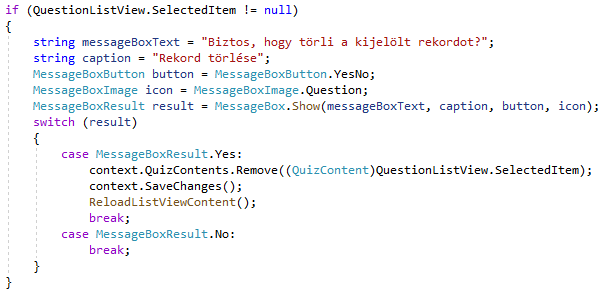 if (QuestionListView.SelectedItem != null)
{
string messageBoxText = "Biztos, hogy törli a kijelölt rekordot?";
string caption = "Rekord törlése";
MessageBoxButton button = MessageBoxButton.YesNo;
MessageBoxImage icon = MessageBoxImage.Question;
MessageBoxResult result = MessageBox.Show(messageBoxText, caption, button, icon);
switch (result)
{
case MessageBoxResult.Yes:
context.QuizContents.Remove((QuizContent)QuestionListView.SelectedItem);
context.SaveChanges();
ReloadListViewContent();
break;
case MessageBoxResult.No:
break;
}
}